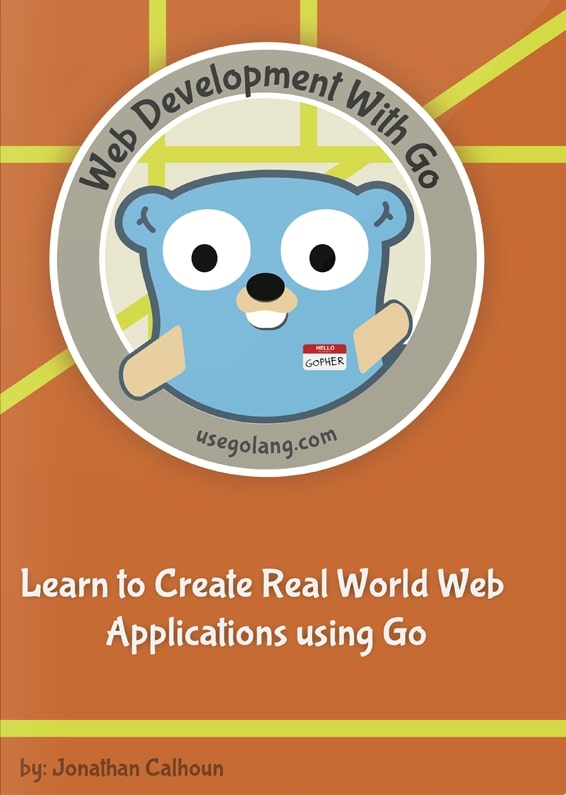 Web Development With Go
HELLO
GOPHER
usegolang.com
Learn to Create Real World Web
Applications using Go
by: Jonathan Calhoun